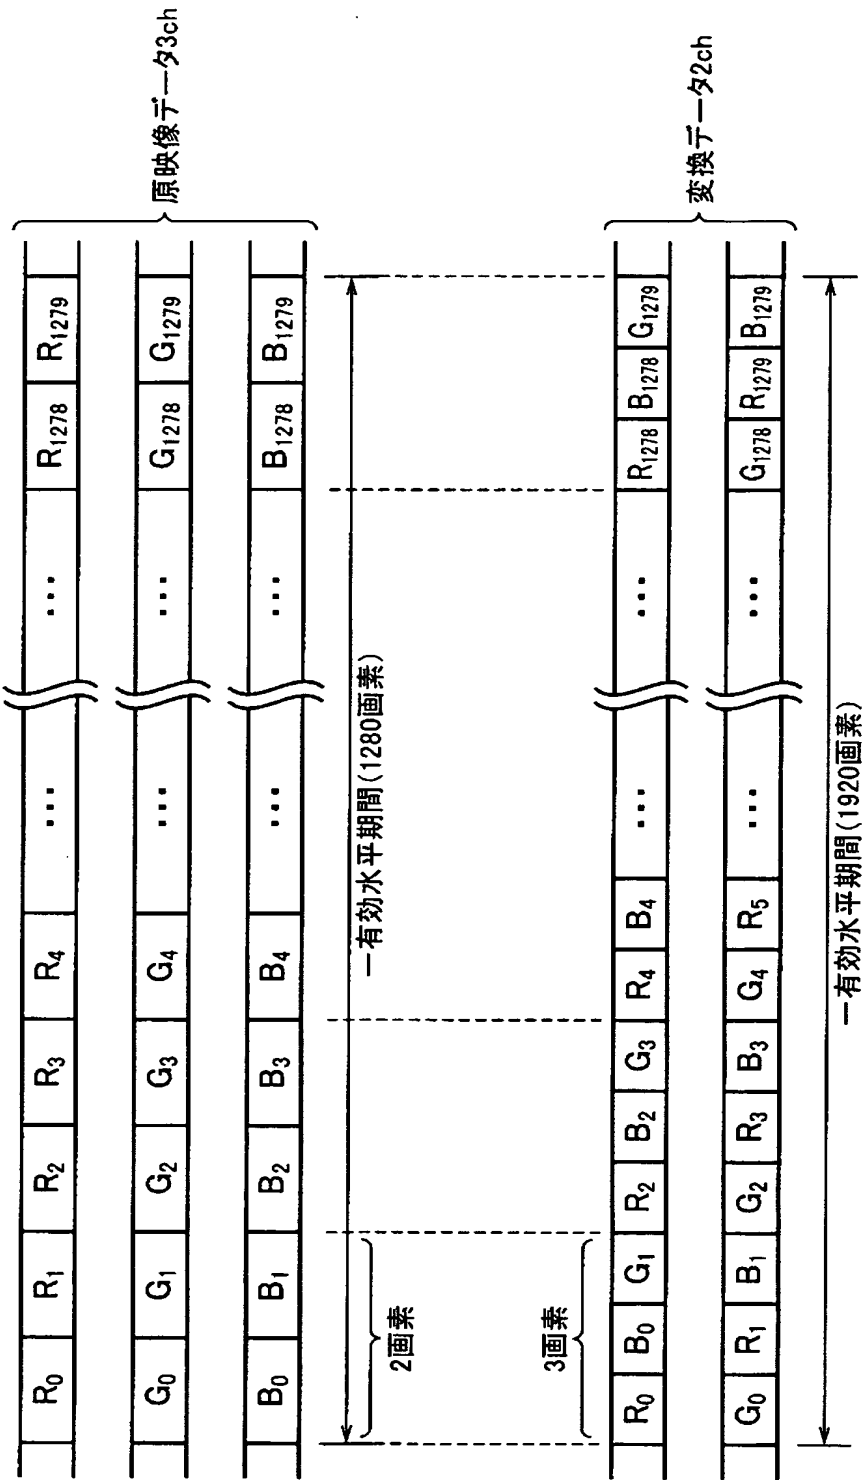 原映像データ3ch
R0 R1 R2 R3 R4 … … R1278 R1279
G0 G1 G2 G3 G4 … … G1278 G1279
B0 B1 B2 B3 B4 … … B1278 B1279
一有効水平期間(1280画素)
2画素
3画素
変換データ2ch
R0 B0 G1 R2 B2 G3 R4 B4 … … R1278 B1278 G1279
G0 R1 B1 G2 R3 B3 G4 R5 … … G1278 R1279 B1279
一有効水平期間(1920画素)